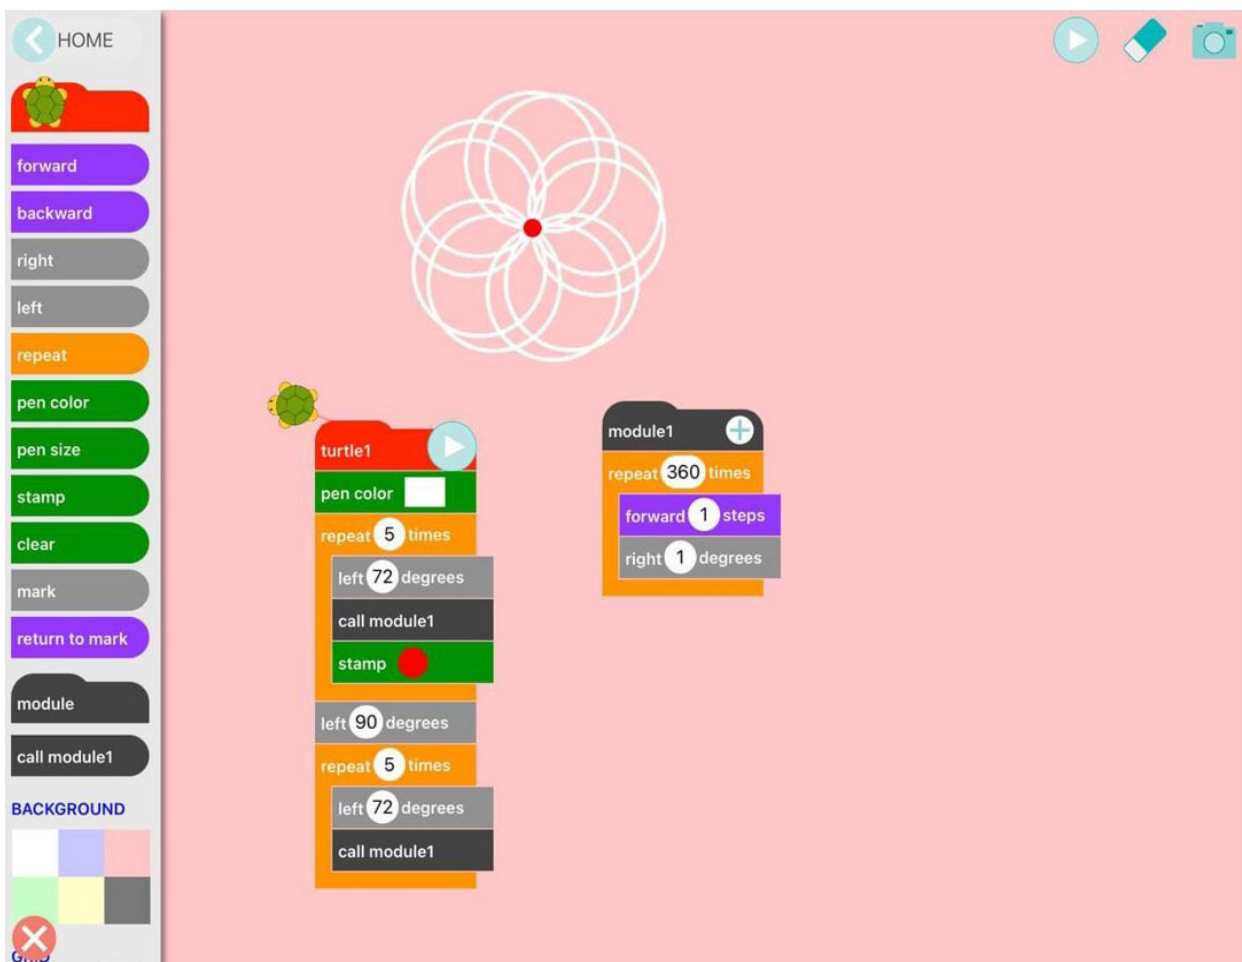 HOME
forward
backward
right
left
repeat
pen color
pen size
stamp
clear
mark
return to mark
module
call module1
BACKGROUND
GRID
turtle1
pen color
repeat 5 times
left 72 degrees
call module1
stamp
left 90 degrees
repeat 5 times
left 72 degrees
call module1
module1
repeat 360 times
forward 1 steps
right 1 degrees